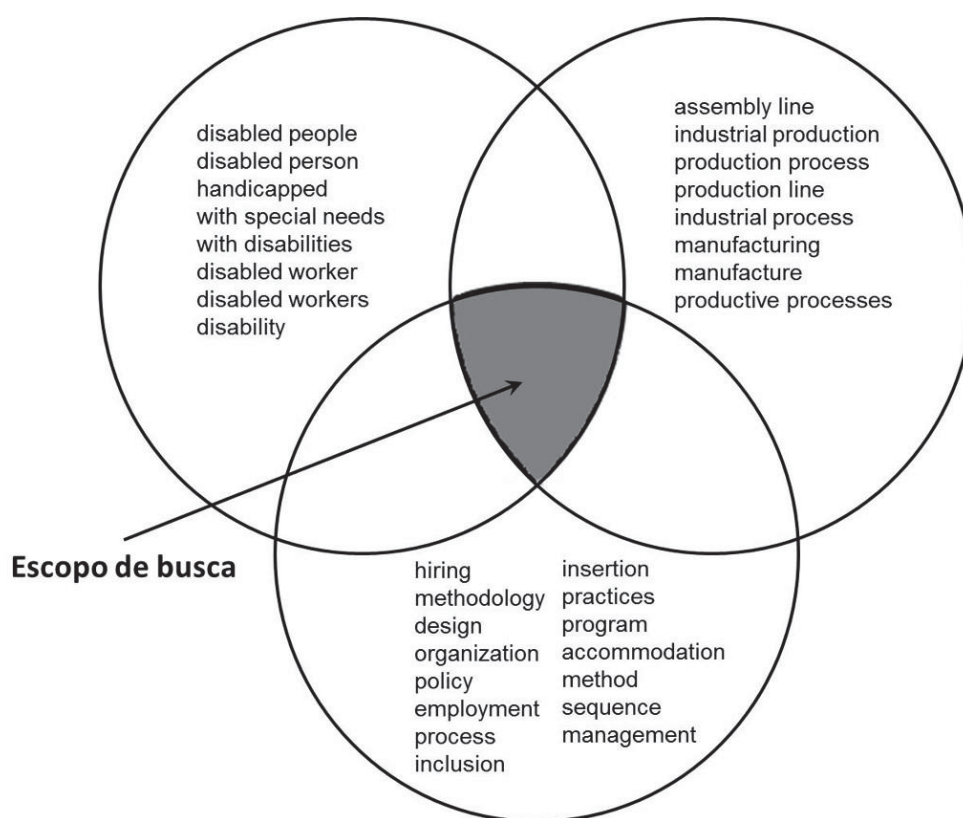 disabled people
disabled person
handicapped
with special needs
with disabilities
disabled worker
disabled workers
disability
assembly line
industrial production
production process
production line
industrial process
manufacturing
manufacture
productive processes
Escopo de busca
hiring
methodology
design
organization
policy
employment
process
inclusion
insertion
practices
program
accommodation
method
sequence
management